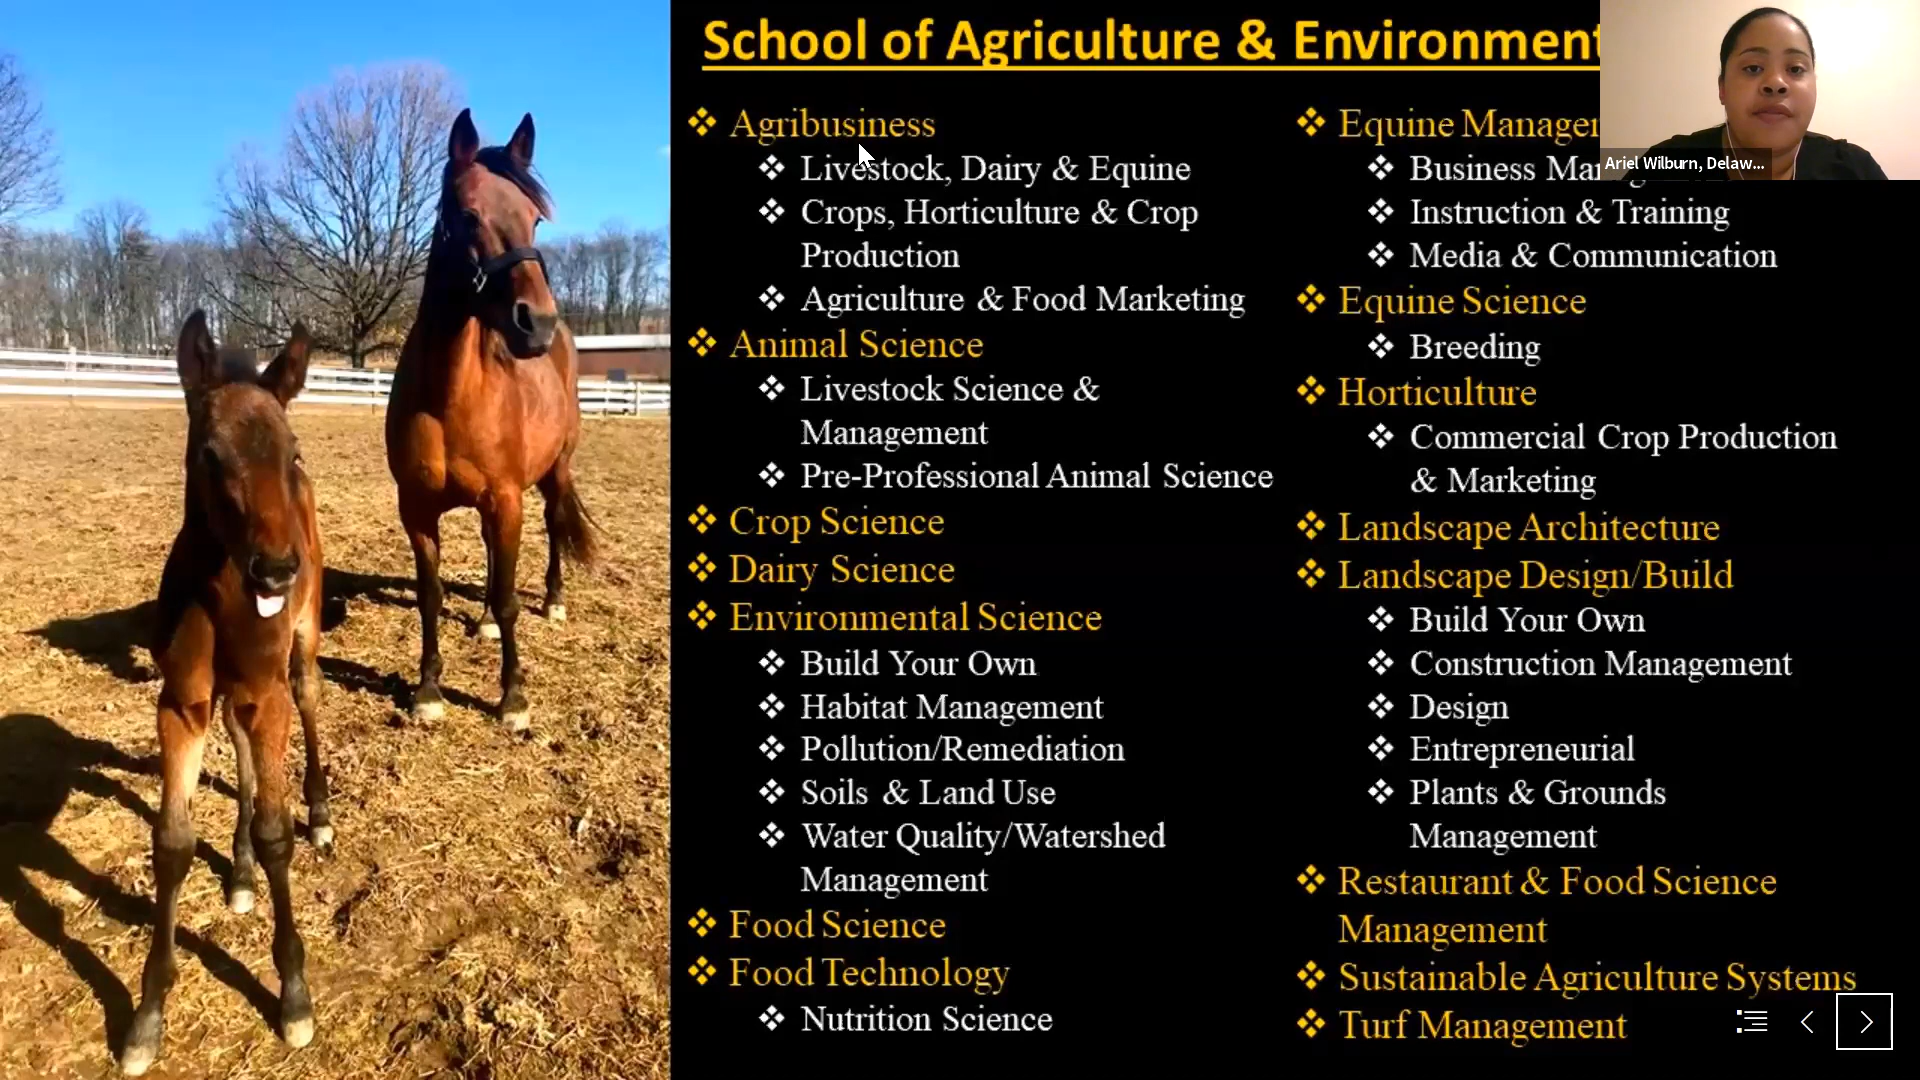 School of Agriculture & Environment
Agribusiness
Livestock, Dairy & Equine
Crops, Horticulture & Crop
Production
Agriculture & Food Marketing
Animal Science
Livestock Science &
Management
Pre-Professional Animal Science
Crop Science
Dairy Science
Environmental Science
Build Your Own
Habitat Management
Pollution/Remediation
Soils & Land Use
Water Quality/Watershed
Management
Food Science
Food Technology
Nutrition Science
Equine
Business
Instruction & Training
Media & Communication
Equine Science
Breeding
Horticulture
Commercial Crop Production
& Marketing
Landscape Architecture
Landscape Design/Build
Build Your Own
Construction Management
Design
Entrepreneurial
Plants & Grounds
Management
Restaurant & Food Science
Management
Sustainable Agriculture Systems
Turf Management
Ariel Wilburn, Delaw...